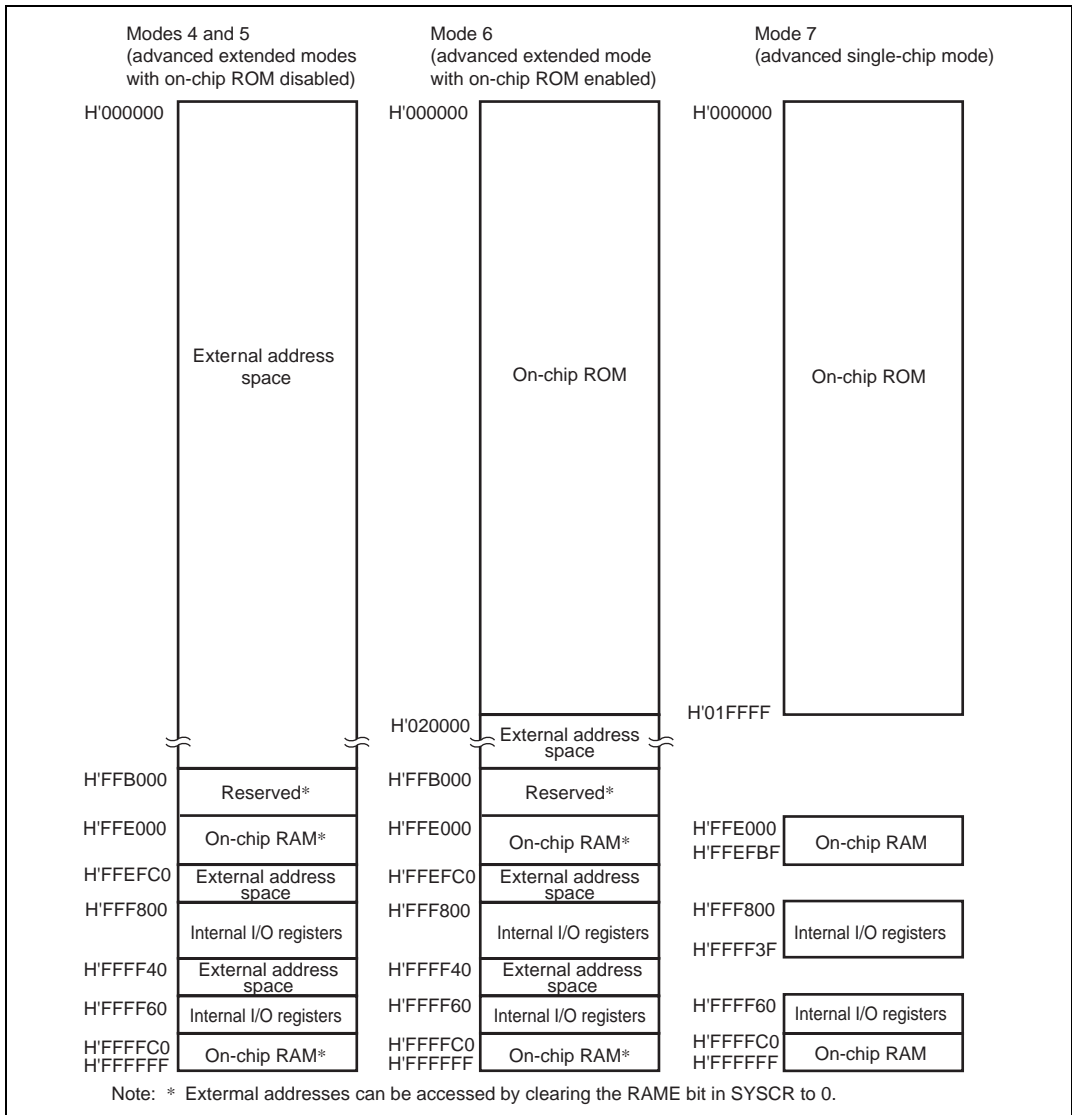 Modes 4 and 5
(advanced extended modes
with on-chip ROM disabled)
H'000000
External address
space
H'FFB000
Reserved*
H'FFE000
On-chip RAM*
H'FFEFC0
External address
space
H'FFF800
Internal I/O registers
H'FFFF40
External address
space
H'FFFF60
Internal I/O registers
H'FFFFC0
On-chip RAM*
H'FFFFFF
Mode 6
(advanced extended mode
with on-chip ROM enabled)
H'000000
On-chip ROM
H'020000
External address
space
H'FFB000
Reserved*
H'FFE000
On-chip RAM*
H'FFEFC0
External address
space
H'FFF800
Internal I/O registers
H'FFFF40
External address
space
H'FFFF60
Internal I/O registers
H'FFFFC0
On-chip RAM*
H'FFFFFF
Mode 7
(advanced single-chip mode)
H'000000
On-chip ROM
H'01FFFF
H'FFE000
On-chip RAM
H'FFEFBF
H'FFF800
Internal I/O registers
H'FFFF3F
H'FFFF60
Internal I/O registers
H'FFFFC0
On-chip RAM
H'FFFFFF
Note: * Extermal addresses can be accessed by clearing the RAME bit in SYSCR to 0.